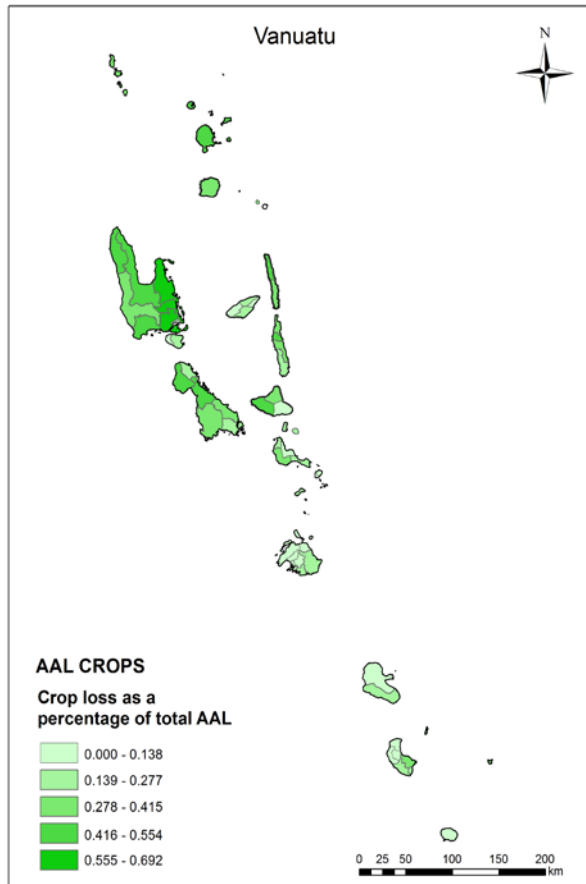 Vanuatu
N
AAL CROPS
Crop loss as a
percentage of total AAL
0.000 - 0.138
0.139 - 0.277
0.278 - 0.415
0.416 - 0.554
0.555 - 0.692
0 25 50 100 150 200
km